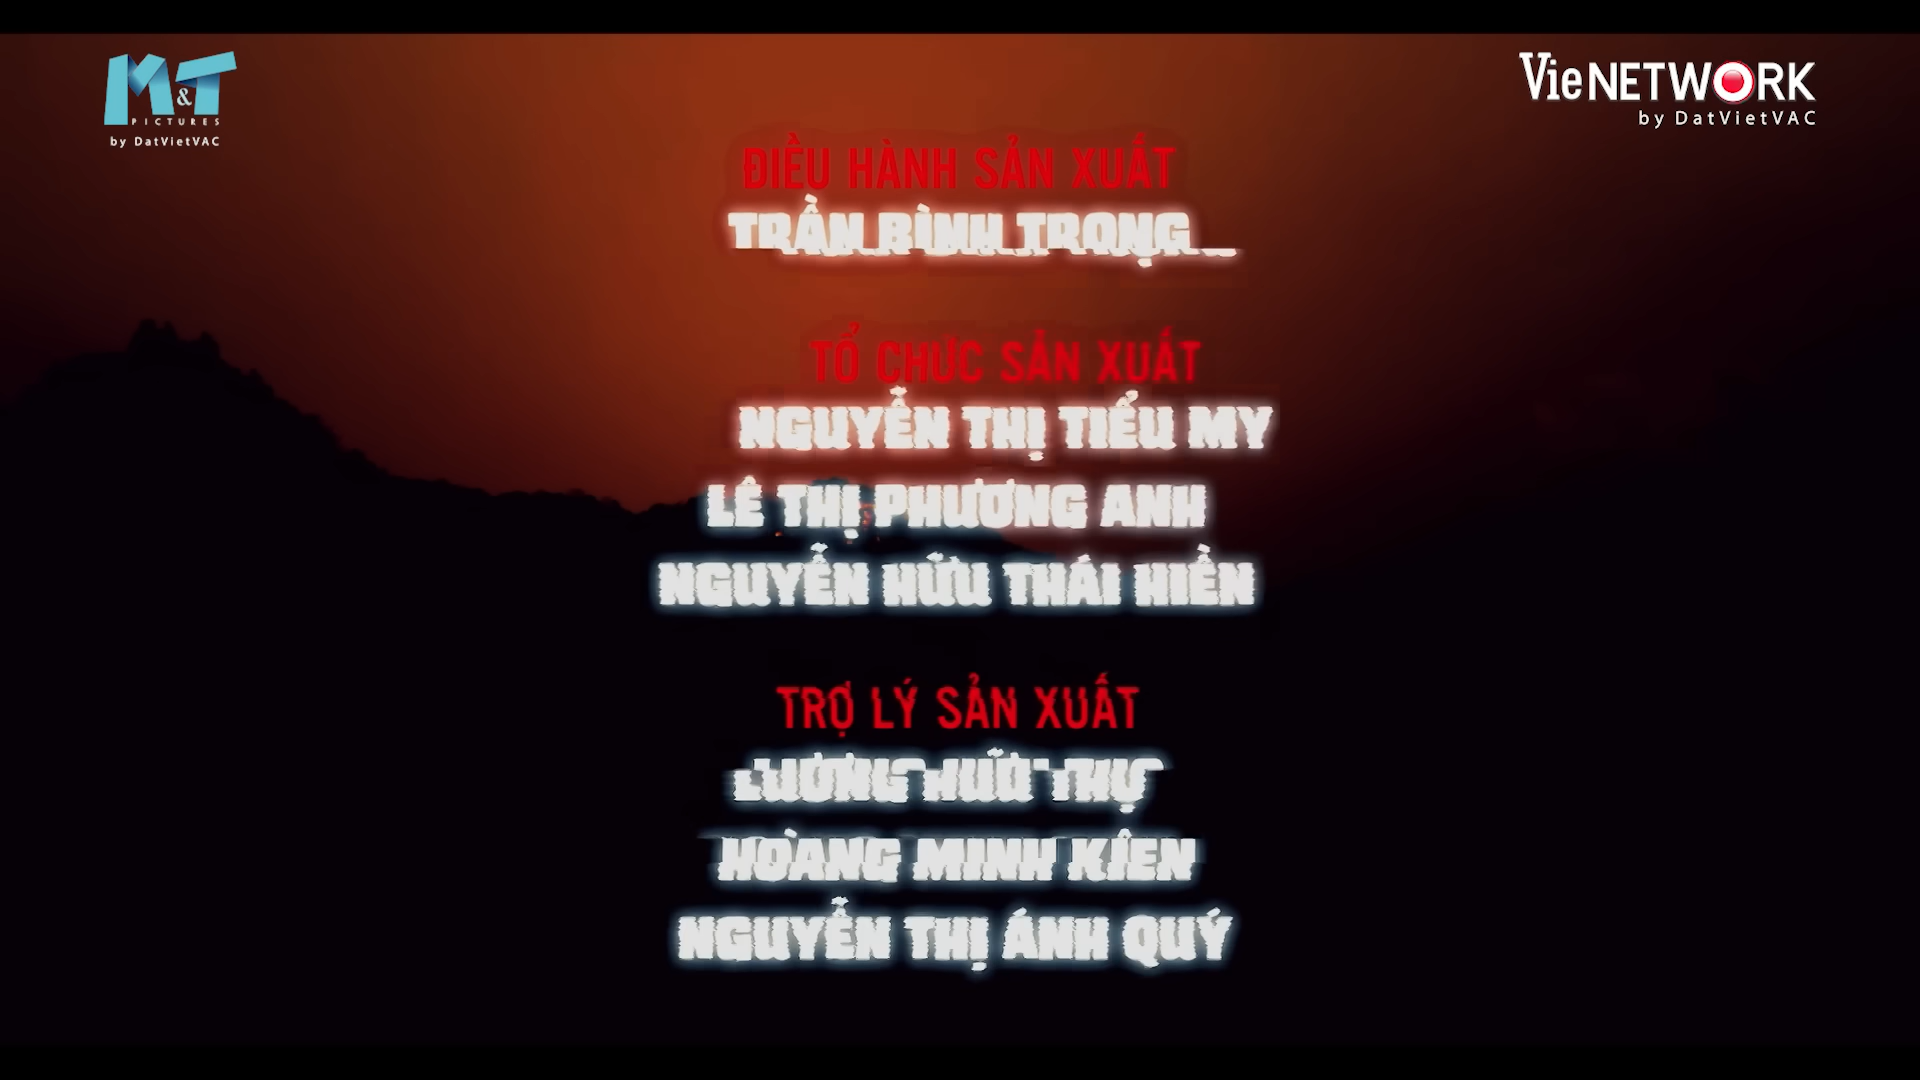 M&T
PICTURES
by DatVietVAC
VieNETWORK
by DatVietVAC
ĐIỀU HÀNH SẢN XUẤT
TRẦN BÌNH TRỌNG
TỔ CHỨC SẢN XUẤT
NGUYỄN THỊ TIỂU MY
LÊ THỊ PHƯƠNG ANH
NGUYỄN HỮU THÁI HIỀN
TRỢ LÝ SẢN XUẤT
LƯƠNG HỮU THỤ
HOÀNG MINH KIÊN
NGUYỄN THỊ ÁNH QUÝ